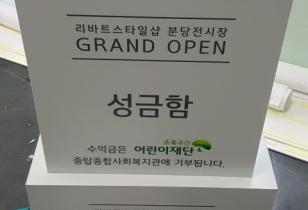 리바트스타일샵 분당전시장
GRAND OPEN
성금함
초록우산
수익금은 어린이재단
중탑종합사회복지관에 기부됩니다.